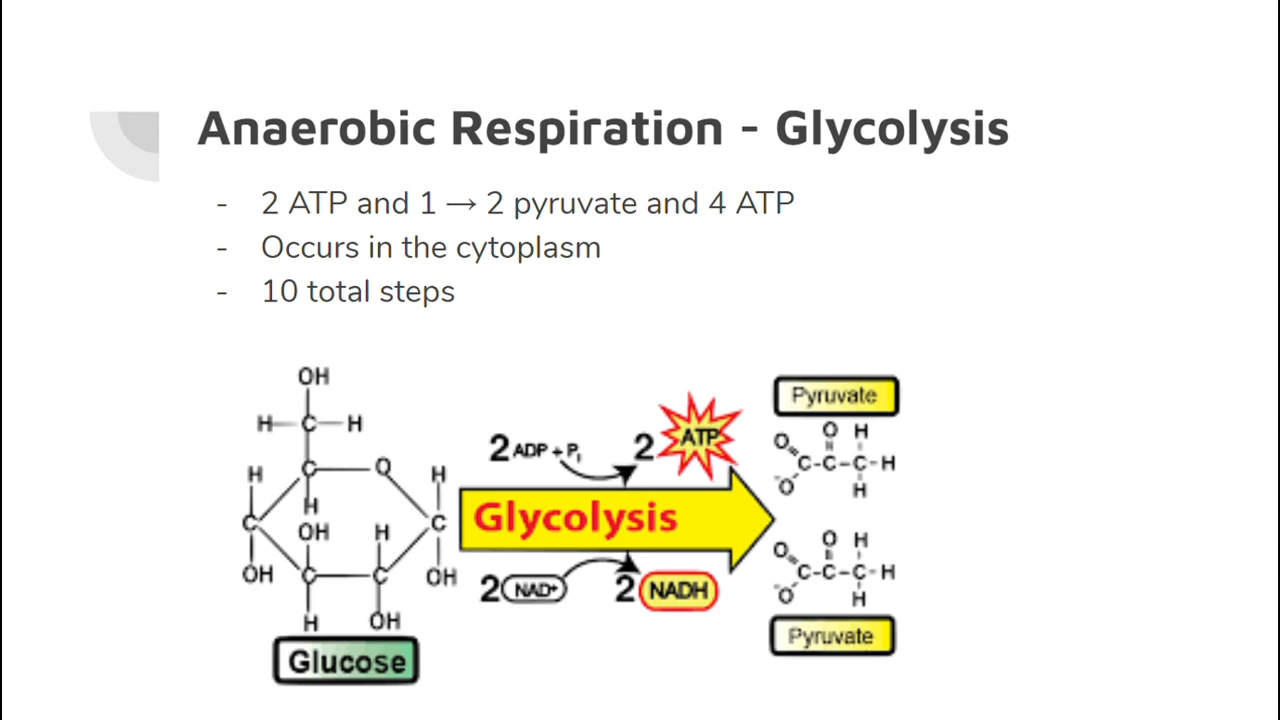 Anaerobic Respiration - Glycolysis
- 2 ATP and 1 → 2 pyruvate and 4 ATP
- Occurs in the cytoplasm
- 10 total steps
OH
H C H
H C O H
H
C OH H C
OH C C OH
H OH
Glucose
2 ADP + Pi 2 ATP
Glycolysis
2 NAD+ 2 NADH
Pyruvate
O O H
C-C-C-H
-O H
O O H
C-C-C-H
-O H
Pyruvate